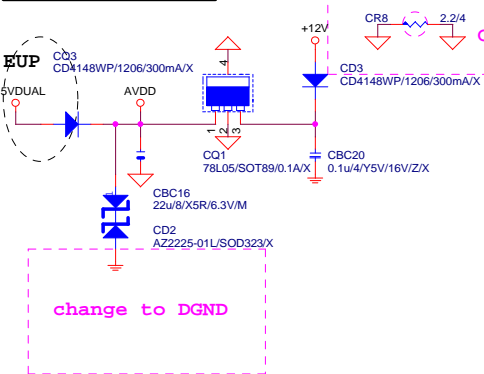 +12V
CR8
2.2/4
EUP
CQ3
CD4148WP/1206/300mA/X
5VDUAL
AVDD
4
CD3
CD4148WP/1206/300mA/X
1
2
3
CQ1
78L05/SOT89/0.1A/X
CBC20
0.1u/4/Y5V/16V/Z/X
CBC16
22u/8/X5R/6.3V/M
CD2
AZ2225-01L/SOD323/X
change to DGND